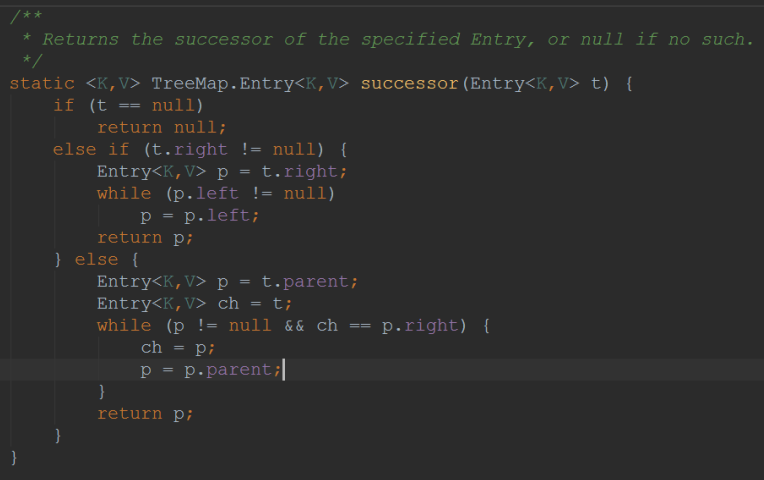 /**
 * Returns the successor of the specified Entry, or null if no such.
 */
static <K,V> TreeMap.Entry<K,V> successor(Entry<K,V> t) {
    if (t == null)
        return null;
    else if (t.right != null) {
        Entry<K,V> p = t.right;
        while (p.left != null)
            p = p.left;
        return p;
    } else {
        Entry<K,V> p = t.parent;
        Entry<K,V> ch = t;
        while (p != null && ch == p.right) {
            ch = p;
            p = p.parent;
        }
        return p;
    }
}